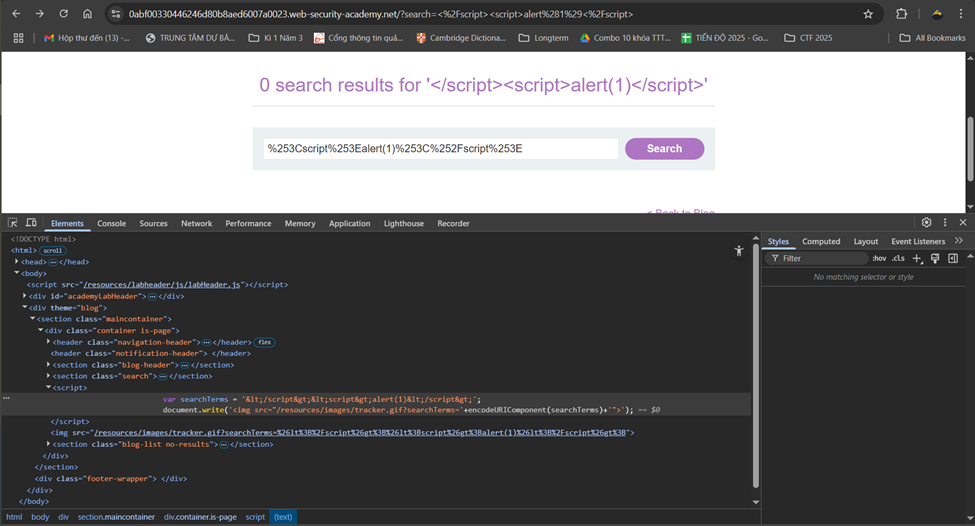 0abf00330446246d80b8aed6007a0023.web-security-academy.net/?search=<%2Fscript><script>alert%281%29<%2Fscript>
Hộp thư đến (13) -... TRUNG TÂM DỰ BÁ... Kì 1 Năm 3 Cổng thông tin quả... Cambridge Dictiona... Longterm Combo 10 khóa TTT... TIẾN ĐỘ 2025 - Go... CTF 2025 All Bookmarks
0 search results for '</script><script>alert(1)</script>'
%253Cscript%253Ealert(1)%253C%252Fscript%253E Search
< Back to Blog
Elements Console Sources Network Performance Memory Application Lighthouse Recorder
<!DOCTYPE html>
<html> scroll
<head> ... </head>
<body>
<script src="/resources/labheader/js/labHeader.js"></script>
<div id="academyLabHeader"> ... </div>
<div theme="blog">
<section class="maincontainer">
<div class="container is-page">
<header class="navigation-header"> ... </header> flex
<header class="notification-header"> </header>
<section class="blog-header"> ... </section>
<section class="search"> ... </section>
<script>
var searchTerms = '&lt;/script&gt;&lt;script&gt;alert(1)&lt;/script&gt;';
document.write('<img src="/resources/images/tracker.gif?searchTerms='+encodeURIComponent(searchTerms)+'">'); == $0
</script>
<img src="/resources/images/tracker.gif?searchTerms=%26lt%3B%2Fscript%26gt%3B%26lt%3Bscript%26gt%3Balert(1)%26lt%3B%2Fscript%26gt%3B">
<section class="blog-list no-results"> ... </section>
</div>
</section>
<div class="footer-wrapper"> </div>
</div>
</body>
html body div section.maincontainer div.container.is-page script (text)
Styles Computed Layout Event Listeners
Filter :hov .cls
No matching selector or style